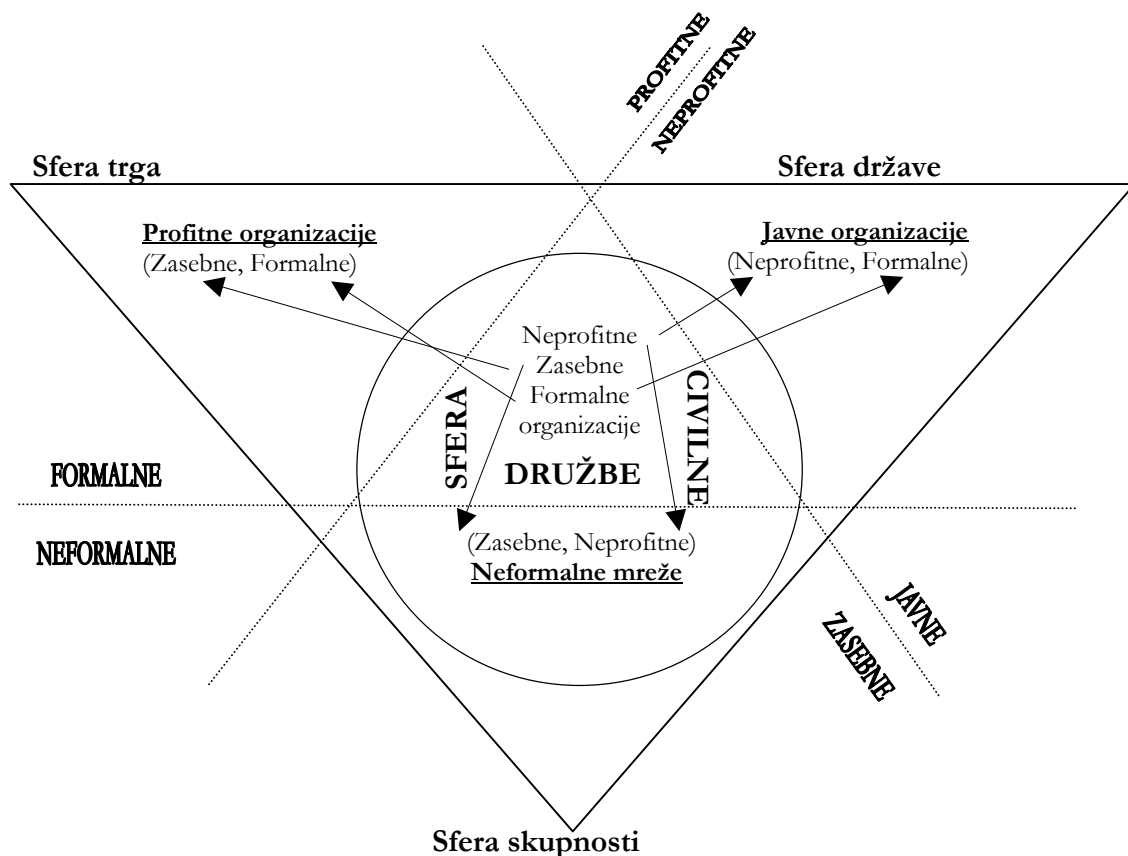 PROFITNE
NEPROFITNE
Sfera trga
Sfera države
Profitne organizacije
(Zasebne, Formalne)
Javne organizacije
(Neprofitne, Formalne)
Neprofitne
Zasebne
Formalne
organizacije
SFERA
CIVILNE
DRUŽBE
FORMALNE
NEFORMALNE
(Zasebne, Neprofitne)
Neformalne mreže
JAVNE
ZASEBNE
Sfera skupnosti